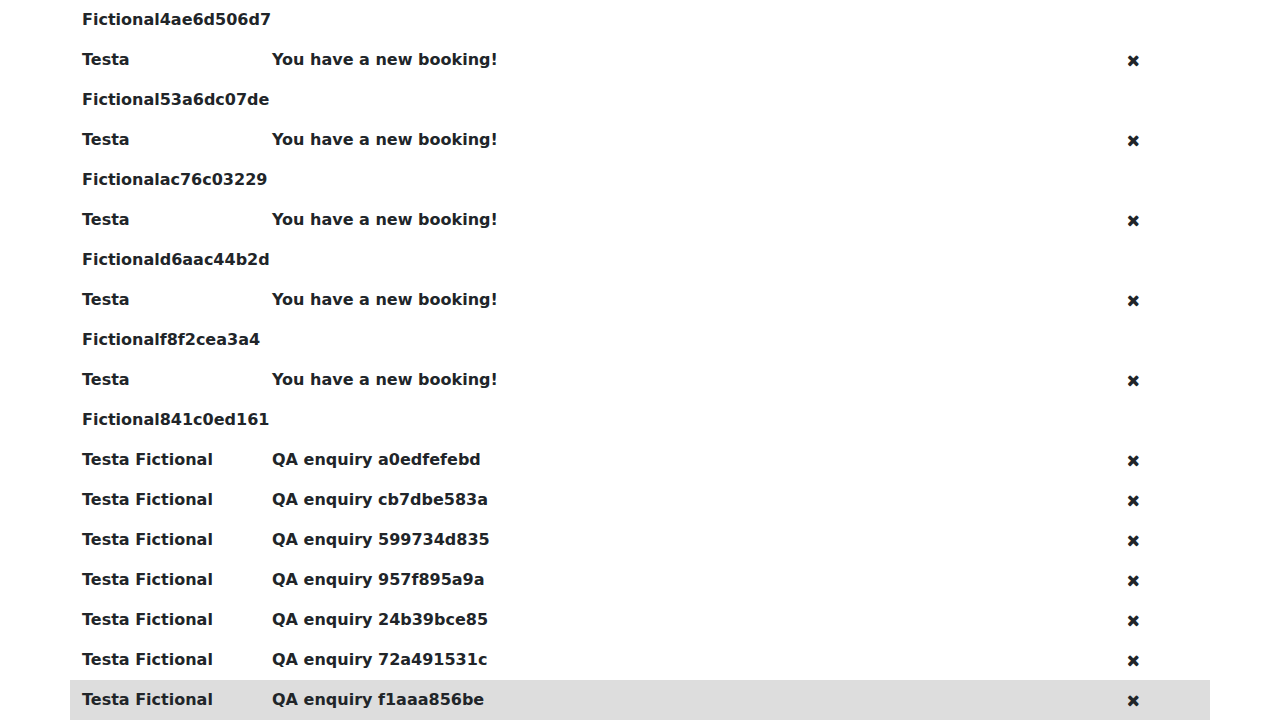 Fictional4ae6d506d7
Testa You have a new booking! ✖
Fictional53a6dc07de
Testa You have a new booking! ✖
Fictionalac76c03229
Testa You have a new booking! ✖
Fictionald6aac44b2d
Testa You have a new booking! ✖
Fictionalf8f2cea3a4
Testa You have a new booking! ✖
Fictional841c0ed161
Testa Fictional QA enquiry a0edfefebd ✖
Testa Fictional QA enquiry cb7dbe583a ✖
Testa Fictional QA enquiry 599734d835 ✖
Testa Fictional QA enquiry 957f895a9a ✖
Testa Fictional QA enquiry 24b39bce85 ✖
Testa Fictional QA enquiry 72a491531c ✖
Testa Fictional QA enquiry f1aaa856be ✖